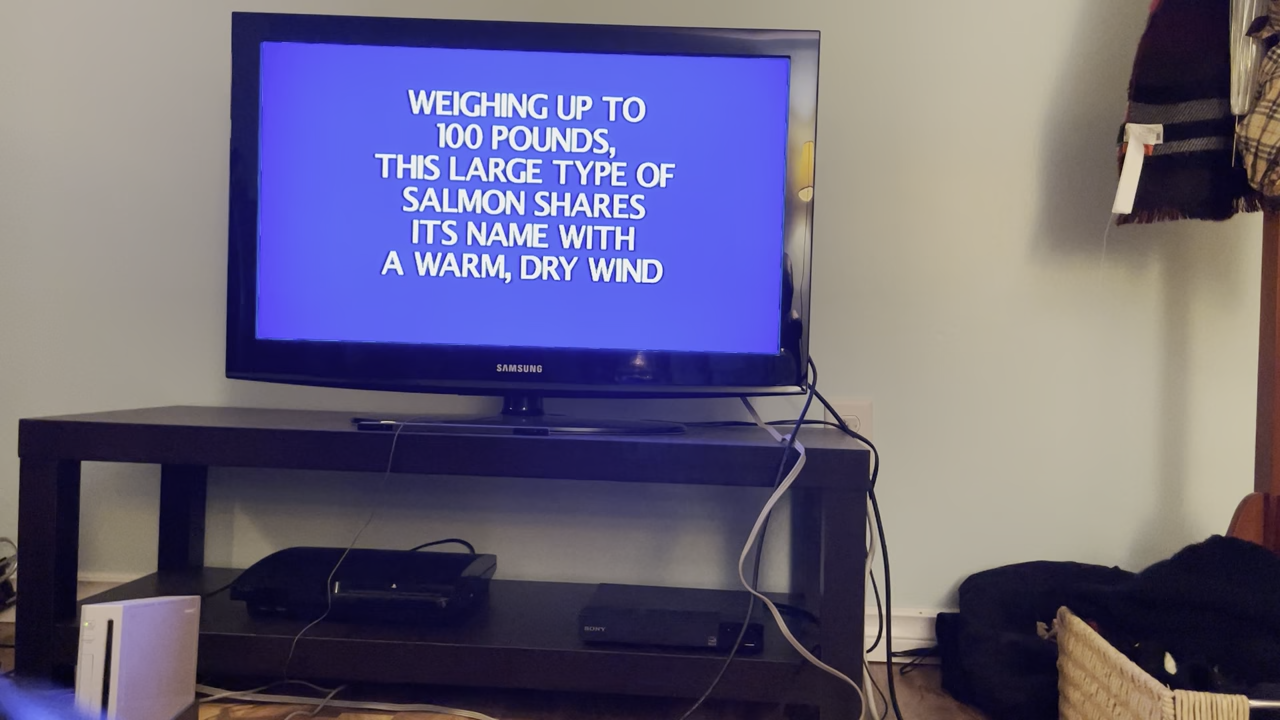 WEIGHING UP TO
100 POUNDS,
THIS LARGE TYPE OF
SALMON SHARES
ITS NAME WITH
A WARM, DRY WIND
SAMSUNG
SONY